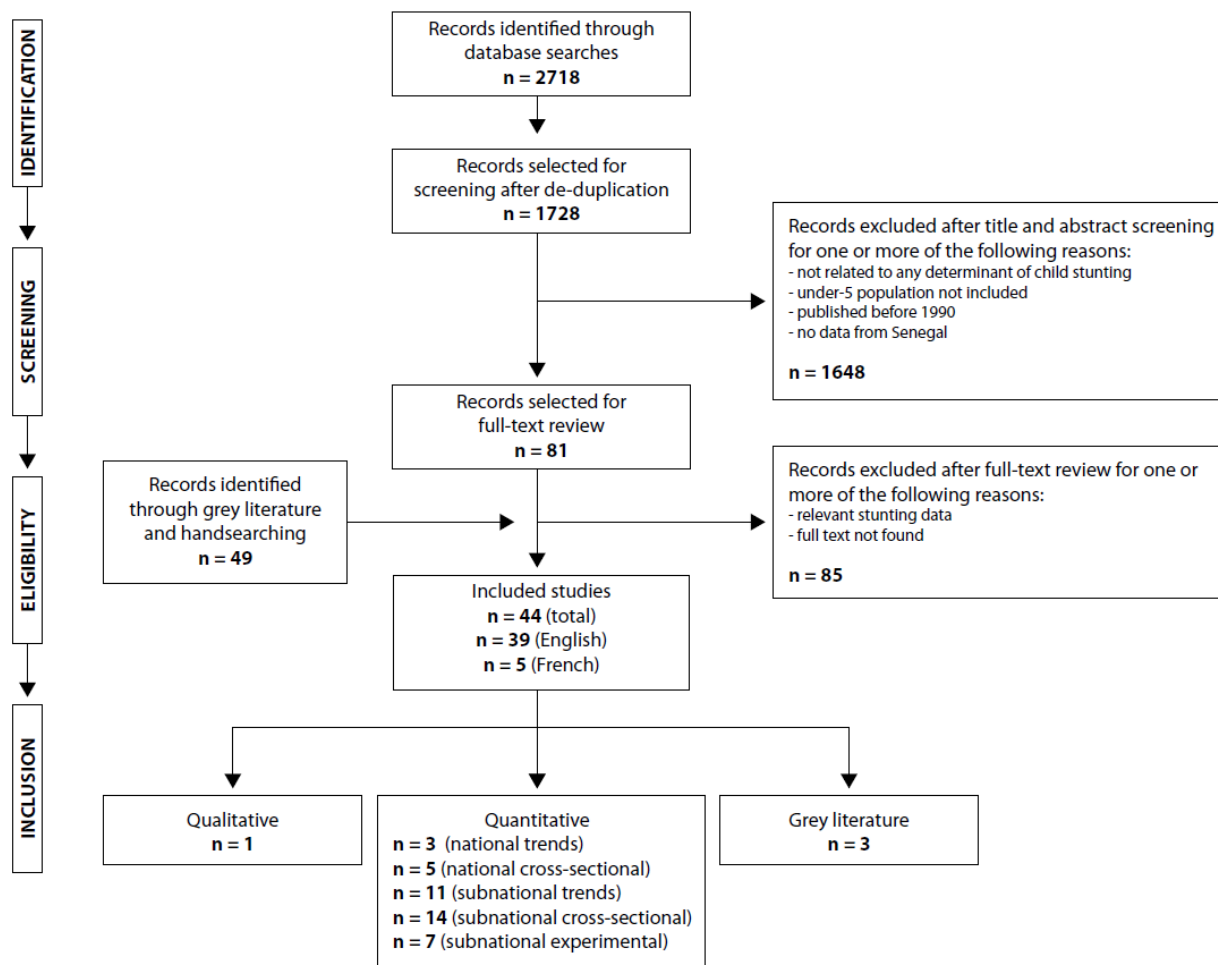 IDENTIFICATION
SCREENING
ELIGIBILITY
INCLUSION
Records identified through
database searches
n = 2718
Records selected for
screening after de-duplication
n = 1728
Records excluded after title and abstract screening
for one or more of the following reasons:
- not related to any determinant of child stunting
- under-5 population not included
- published before 1990
- no data from Senegal
n = 1648
Records selected for
full-text review
n = 81
Records identified
through grey literature
and handsearching
n = 49
Records excluded after full-text review for one or
more of the following reasons:
- relevant stunting data
- full text not found
n = 85
Included studies
n = 44 (total)
n = 39 (English)
n = 5 (French)
Qualitative
n = 1
Quantitative
n = 3 (national trends)
n = 5 (national cross-sectional)
n = 11 (subnational trends)
n = 14 (subnational cross-sectional)
n = 7 (subnational experimental)
Grey literature
n = 3